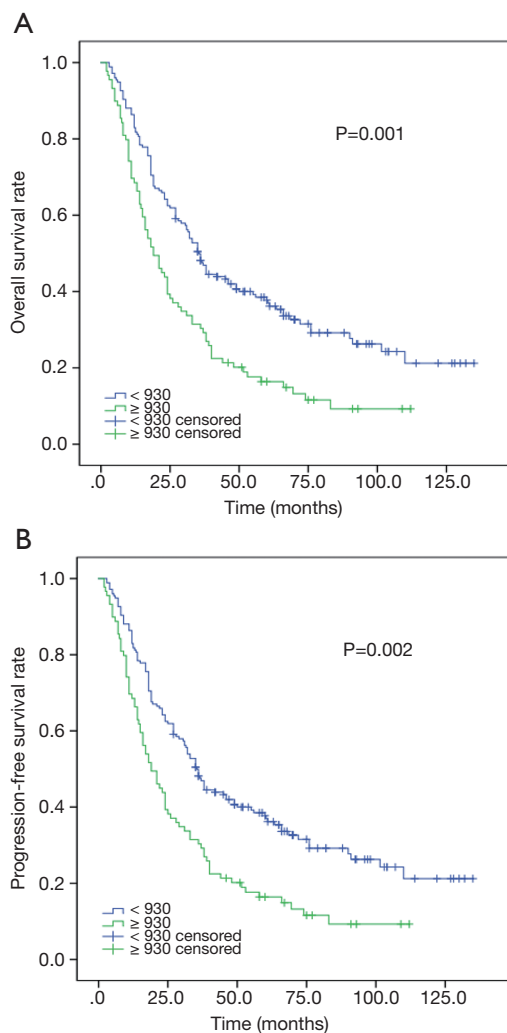 A
1.0
0.8
0.6
0.4
0.2
0.0
Overall survival rate
P=0.001
< 930
≥ 930
< 930 censored
≥ 930 censored
.0 25.0 50.0 75.0 100.0 125.0
Time (months)
B
1.0
0.8
0.6
0.4
0.2
0.0
Progression-free survival rate
P=0.002
< 930
≥ 930
< 930 censored
≥ 930 censored
.0 25.0 50.0 75.0 100.0 125.0
Time (months)